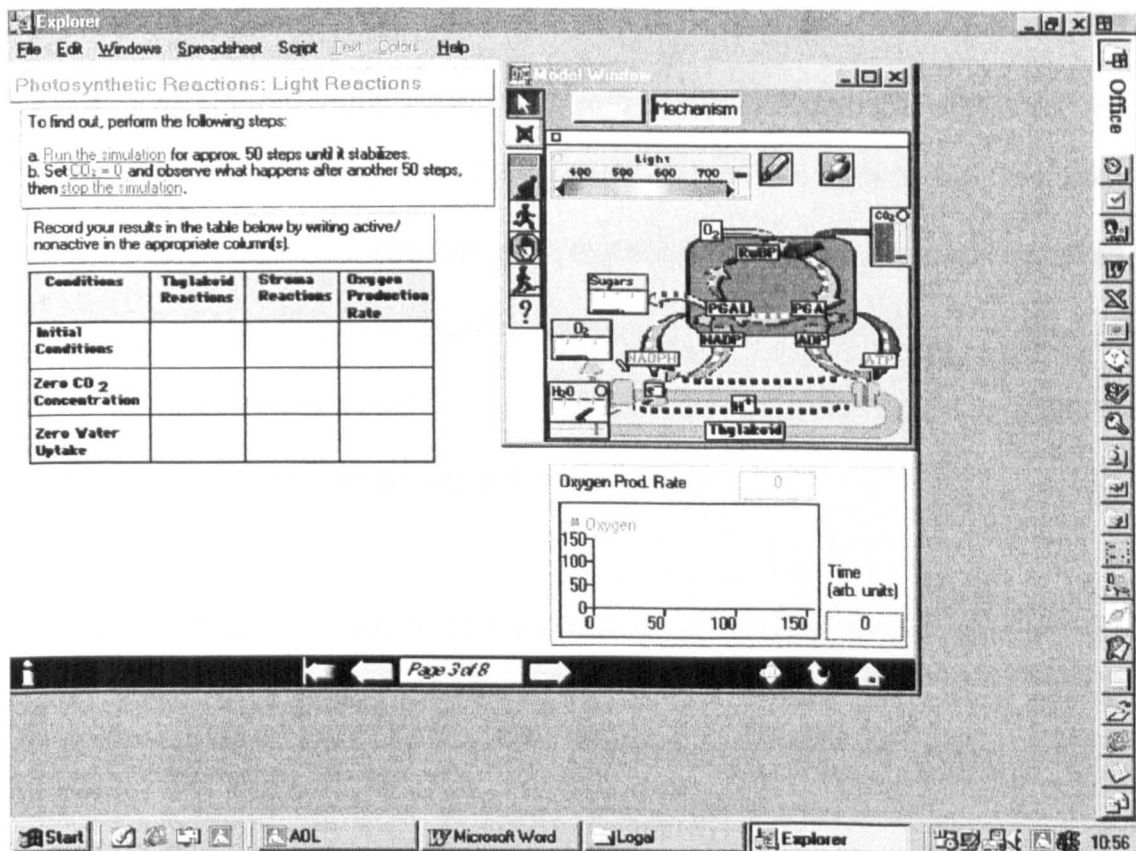 Explorer
File Edit Windows Spreadsheet Script Text Colors Help
Photosynthetic Reactions: Light Reactions
To find out, perform the following steps:
a. Run the simulation for approx. 50 steps until it stabilizes.
b. Set CO₂ = 0 and observe what happens after another 50 steps,
then stop the simulation.
Record your results in the table below by writing active/
nonactive in the appropriate column(s).
Conditions
Thylakoid
Reactions
Stroma
Reactions
Oxygen
Production
Rate
Initial
Conditions
Zero CO 2
Concentration
Zero Water
Uptake
Model Window
Mechanism
Light
400 500 600 700
CO₂
O₂
RuBP
Sugars
PGAL PGA
O₂
NADP ADP
NADPH ATP
H₂O
e-
H+
Thylakoid
?
Oxygen Prod. Rate 0
Oxygen
150
100
50
0
0 50 100 150
Time
(arb. units)
0
Page 3 of 8
Office
Start AOL Microsoft Word Logal Explorer 10:56